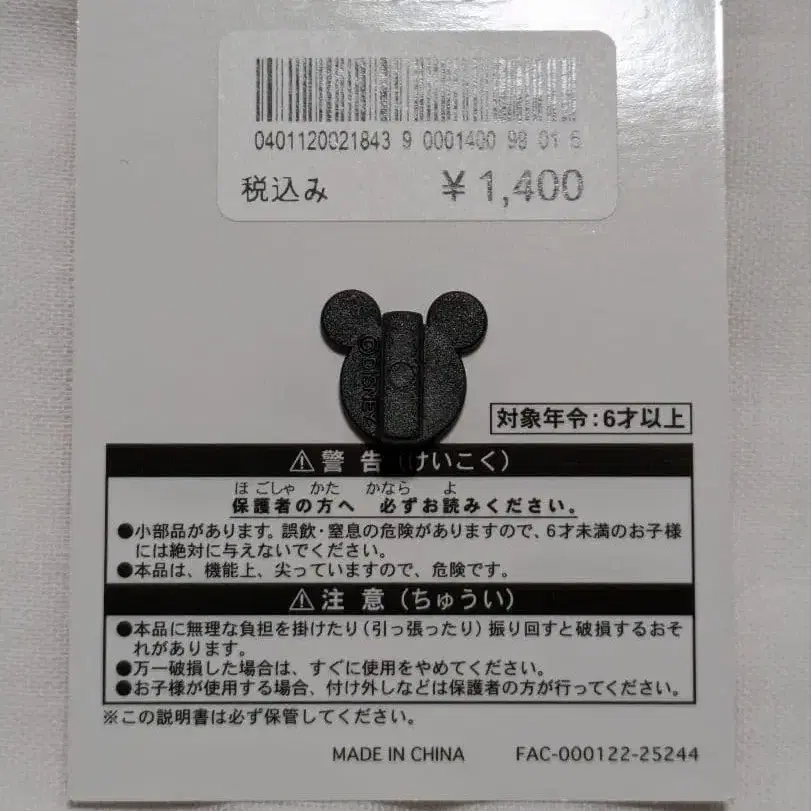 0401120021843 9 0001400 98 01 6
税込み ¥1,400
©DISNEY
対象年令:6才以上
⚠警告(けいこく)
ほごしゃ かた かなら よ
保護者の方へ 必ずお読みください。
●小部品があります。誤飲・窒息の危険がありますので、6才未満のお子様
には絶対に与えないでください。
●本品は、機能上、尖っていますので、危険です。
⚠注意(ちゅうい)
●本品に無理な負担を掛けたり(引っ張ったり)振り回すと破損するおそ
れがあります。
●万一破損した場合は、すぐに使用をやめてください。
●お子様が使用する場合、付け外しなどは保護者の方が行ってください。
※この説明書は必ず保管してください。
MADE IN CHINA FAC-000122-25244